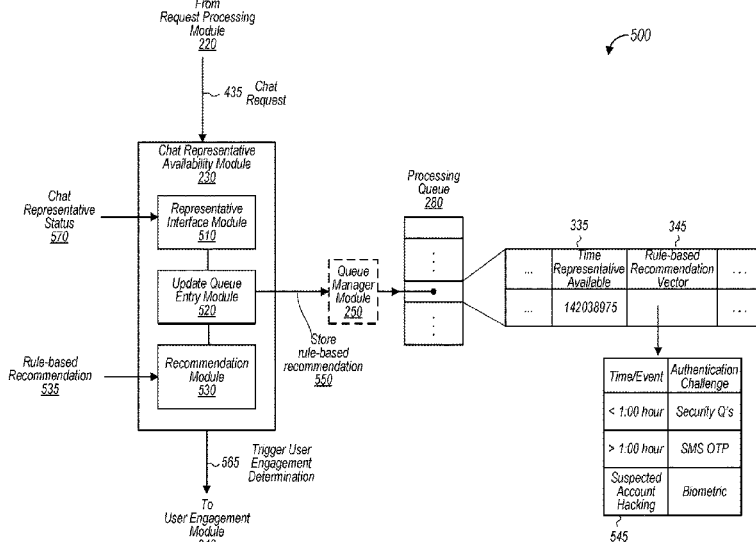 From
Request Processing
Module
220
500
435
Chat
Request
Chat Representative
Availability Module
230
Chat
Representative
Status
570
Representative
Interface Module
510
Update Queue
Entry Module
520
Recommendation
Module
530
Rule-based
Recommendation
535
Store
rule-based
recommendation
550
Queue
Manager
Module
250
Processing
Queue
280
335
345
...
Time
Representative
Available
Rule-based
Recommendation
Vector
...
...
142038975
...
Time/Event
Authentication
Challenge
< 1:00 hour
Security Q's
> 1:00 hour
SMS OTP
Suspected
Account
Hacking
Biometric
545
565
Trigger User
Engagement
Determination
To
User Engagement
Module